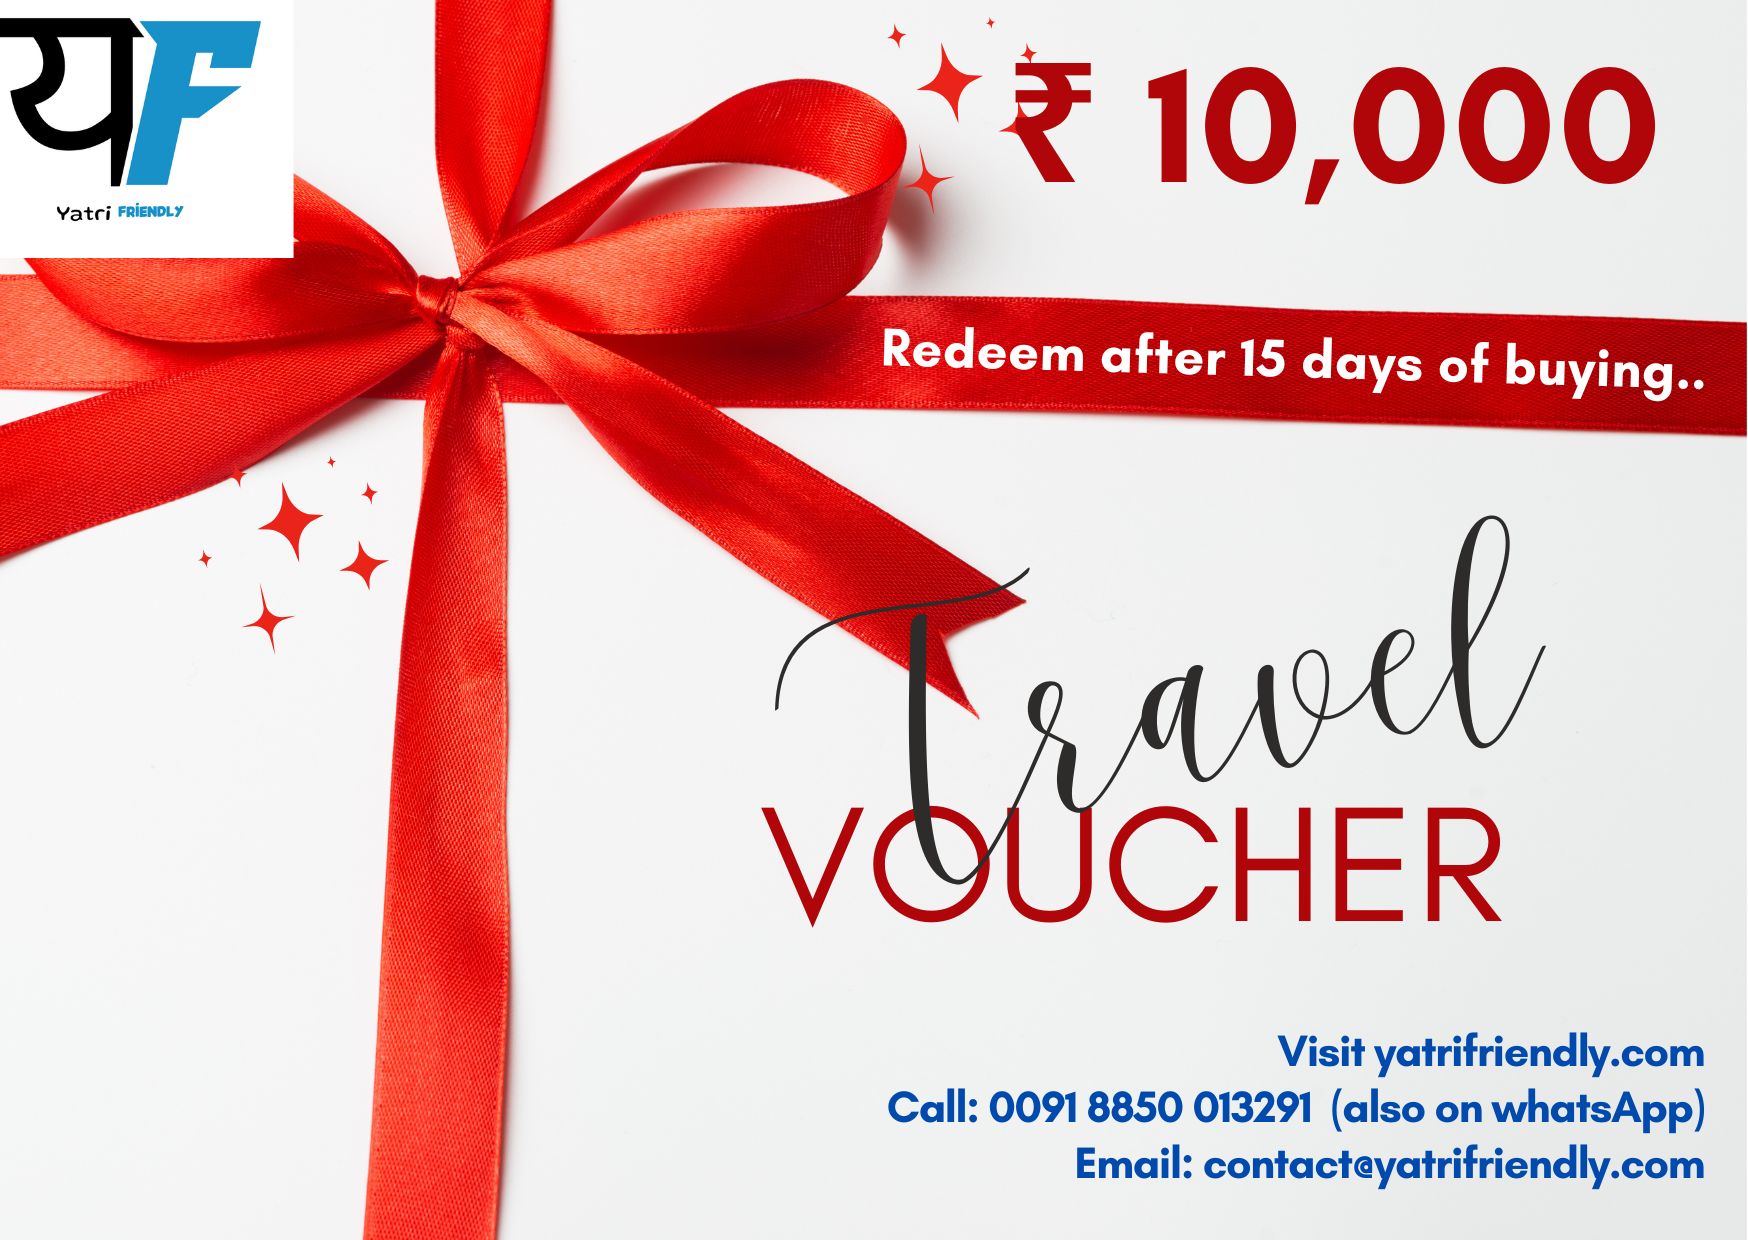 यF
Yatri FRIENDLY
₹ 10,000
Redeem after 15 days of buying..
Travel
VOUCHER
Visit yatrifriendly.com
Call: 0091 8850 013291 (also on whatsApp)
Email: contact@yatrifriendly.com